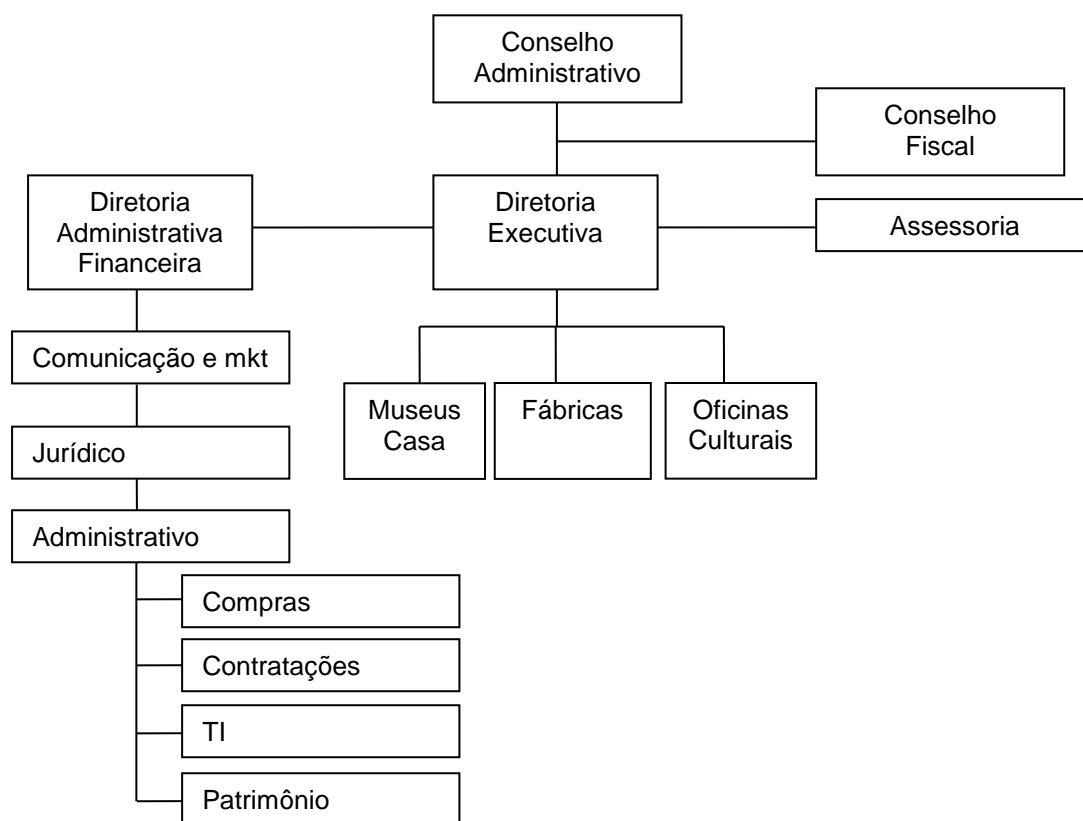 Conselho
Administrativo
Conselho
Fiscal
Diretoria
Administrativa
Financeira
Diretoria
Executiva
Assessoria
Comunicação e mkt
Museus
Casa
Fábricas
Oficinas
Culturais
Jurídico
Administrativo
Compras
Contratações
TI
Patrimônio